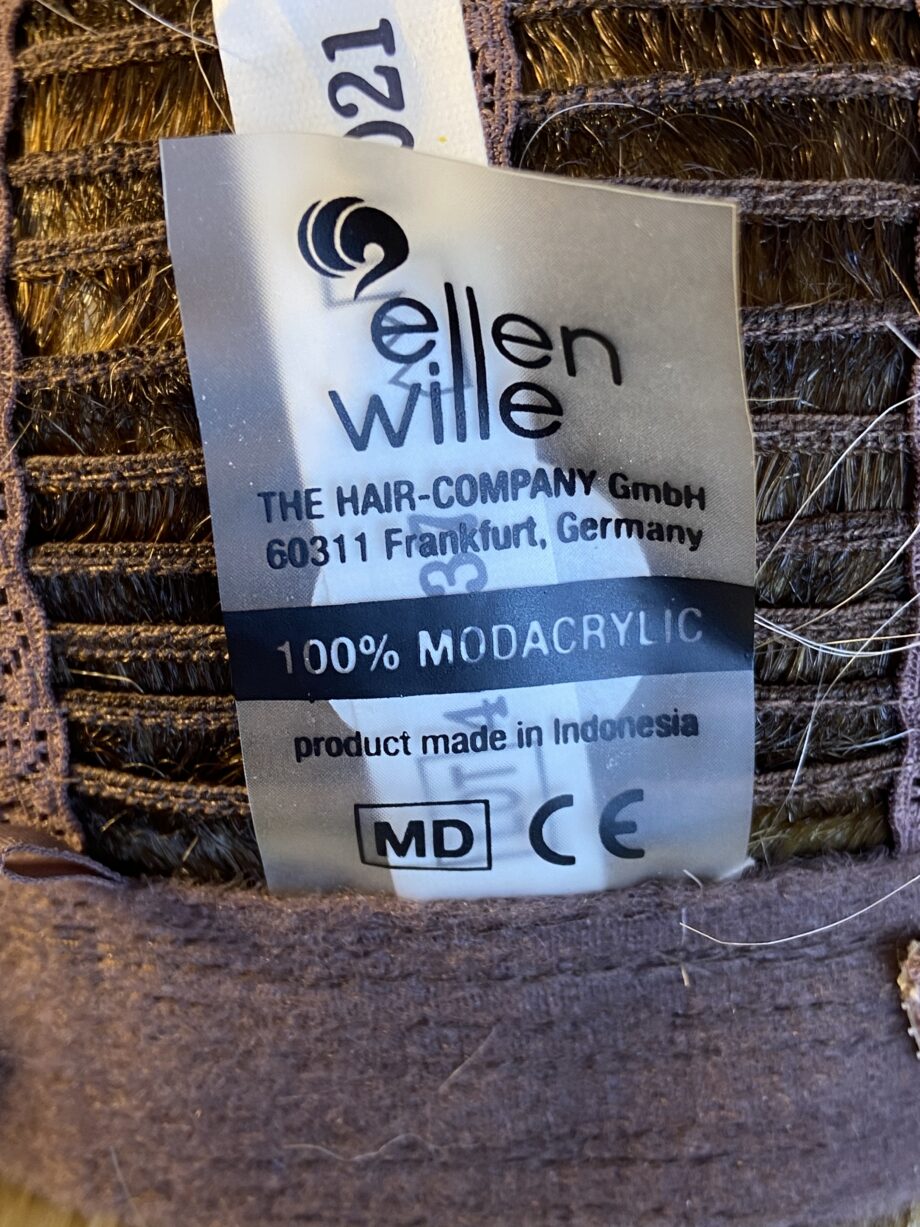 021
ellen
wille
THE HAIR-COMPANY GmbH
60311 Frankfurt, Germany
100% MODACRYLIC
product made in Indonesia
MD CE